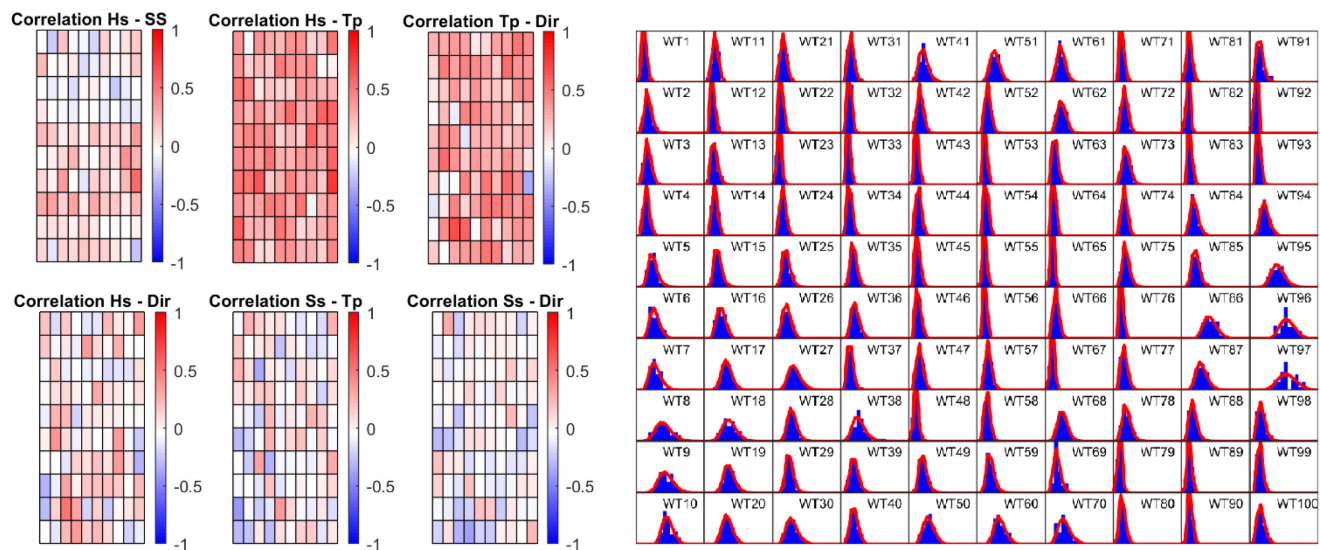 Correlation Hs - SS
1
0.5
0
-0.5
-1
Correlation Hs - Tp
1
0.5
0
-0.5
-1
Correlation Tp - Dir
1
0.5
0
-0.5
-1
Correlation Hs - Dir
1
0.5
0
-0.5
-1
Correlation Ss - Tp
1
0.5
0
-0.5
-1
Correlation Ss - Dir
1
0.5
0
-0.5
-1
WT1 WT11 WT21 WT31 WT41 WT51 WT61 WT71 WT81 WT91
WT2 WT12 WT22 WT32 WT42 WT52 WT62 WT72 WT82 WT92
WT3 WT13 WT23 WT33 WT43 WT53 WT63 WT73 WT83 WT93
WT4 WT14 WT24 WT34 WT44 WT54 WT64 WT74 WT84 WT94
WT5 WT15 WT25 WT35 WT45 WT55 WT65 WT75 WT85 WT95
WT6 WT16 WT26 WT36 WT46 WT56 WT66 WT76 WT86 WT96
WT7 WT17 WT27 WT37 WT47 WT57 WT67 WT77 WT87 WT97
WT8 WT18 WT28 WT38 WT48 WT58 WT68 WT78 WT88 WT98
WT9 WT19 WT29 WT39 WT49 WT59 WT69 WT79 WT89 WT99
WT10 WT20 WT30 WT40 WT50 WT60 WT70 WT80 WT90 WT100